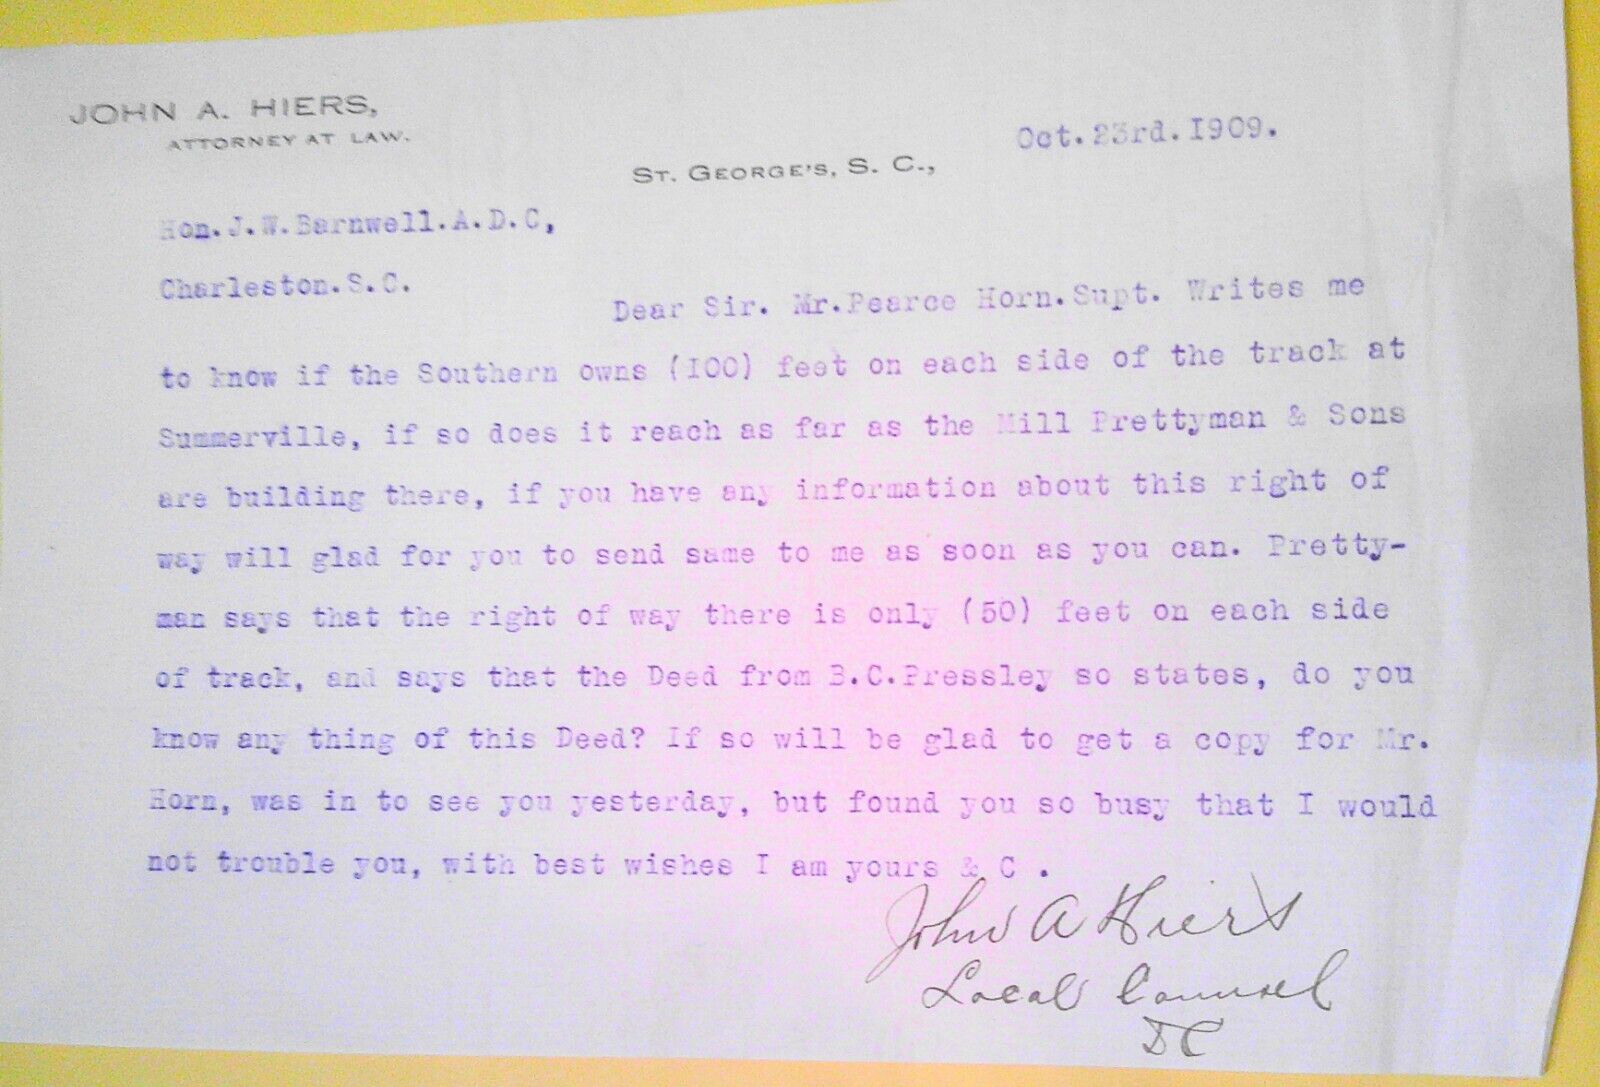 JOHN A. HIERS,
ATTORNEY AT LAW.
Oct.23rd.I909.
ST. GEORGE'S, S. C.,
Hon.J.W.Barnwell.A.D.C,
Charleston.S.C.
Dear Sir. Mr.Pearce Horn.Supt. Writes me
to know if the Southern owns (I00) feet on each side of the track at
Summerville, if so does it reach as far as the Mill Prettyman & Sons
are building there, if you have any information about this right of
way will glad for you to send same to me as soon as you can. Pretty-
man says that the right of way there is only (50) feet on each side
of track, and says that the Deed from B.C.Pressley so states, do you
know any thing of this Deed? If so will be glad to get a copy for Mr.
Horn, was in to see you yesterday, but found you so busy that I would
not trouble you, with best wishes I am yours & C .
John A Hiers
Local Counsel
DC